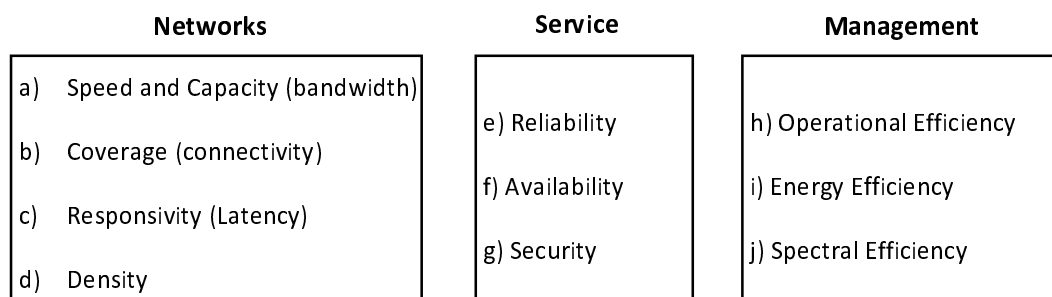 Networks
a) Speed and Capacity (bandwidth)
b) Coverage (connectivity)
c) Responsivity (Latency)
d) Density
Service
e) Reliability
f) Availability
g) Security
Management
h) Operational Efficiency
i) Energy Efficiency
j) Spectral Efficiency